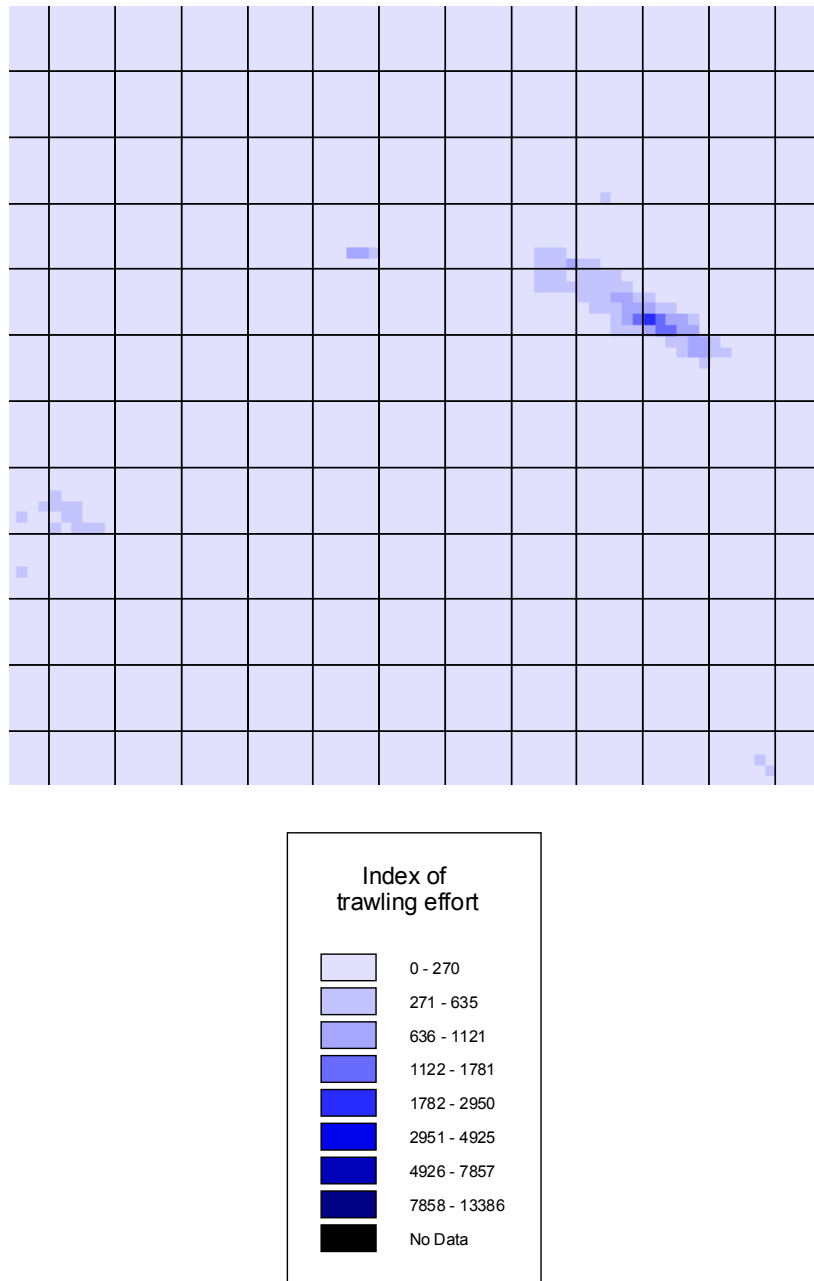 Index of
trawling effort
0 - 270
271 - 635
636 - 1121
1122 - 1781
1782 - 2950
2951 - 4925
4926 - 7857
7858 - 13386
No Data